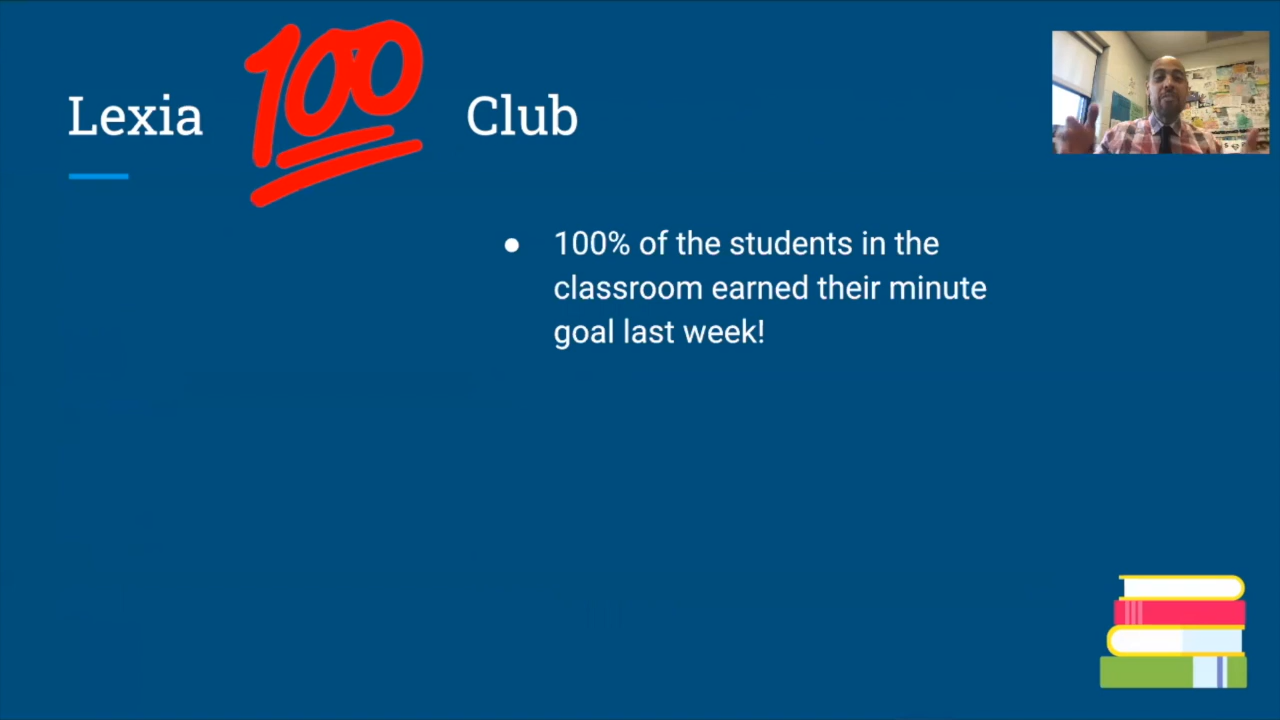 Lexia 100 Club
100% of the students in the
classroom earned their minute
goal last week!